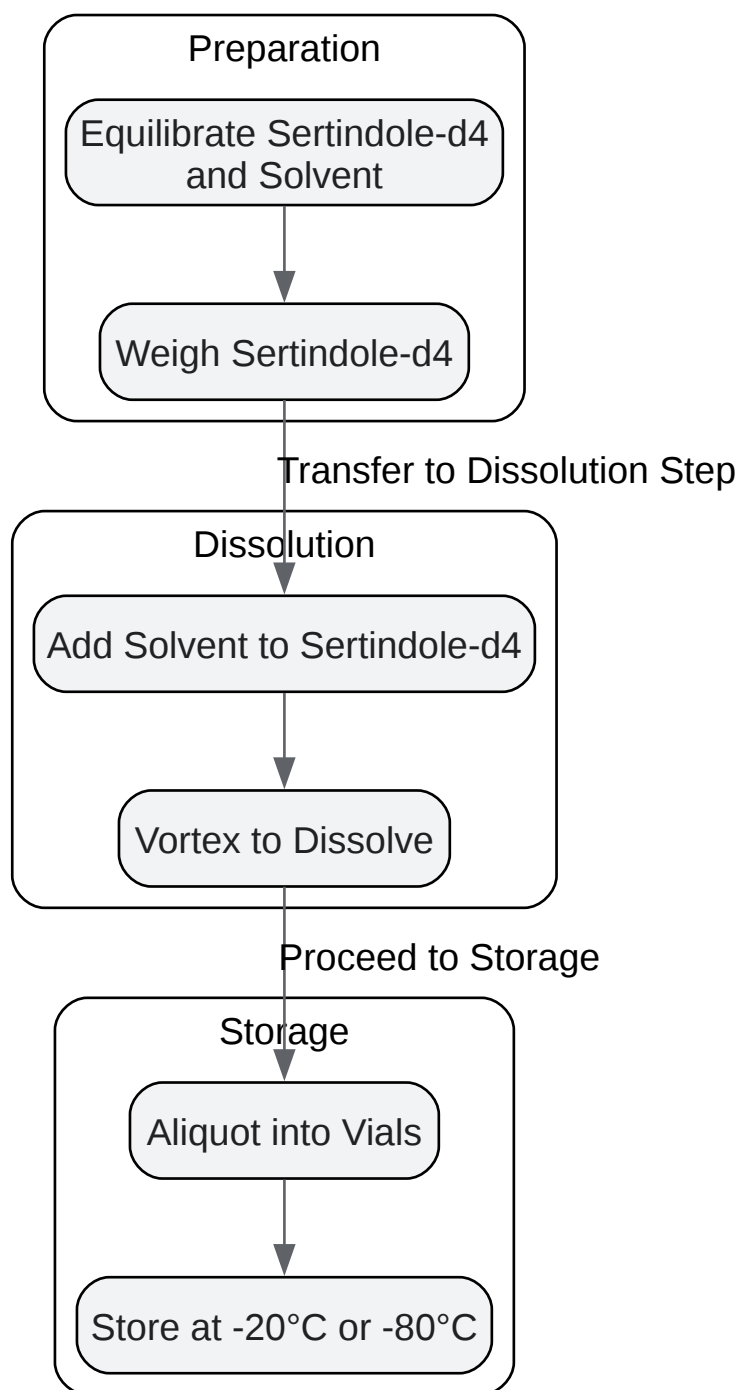 Preparation
Equilibrate Sertindole-d4
and Solvent
Weigh Sertindole-d4
Transfer to Dissolution Step
Dissolution
Add Solvent to Sertindole-d4
Vortex to Dissolve
Proceed to Storage
Storage
Aliquot into Vials
Store at -20°C or -80°C